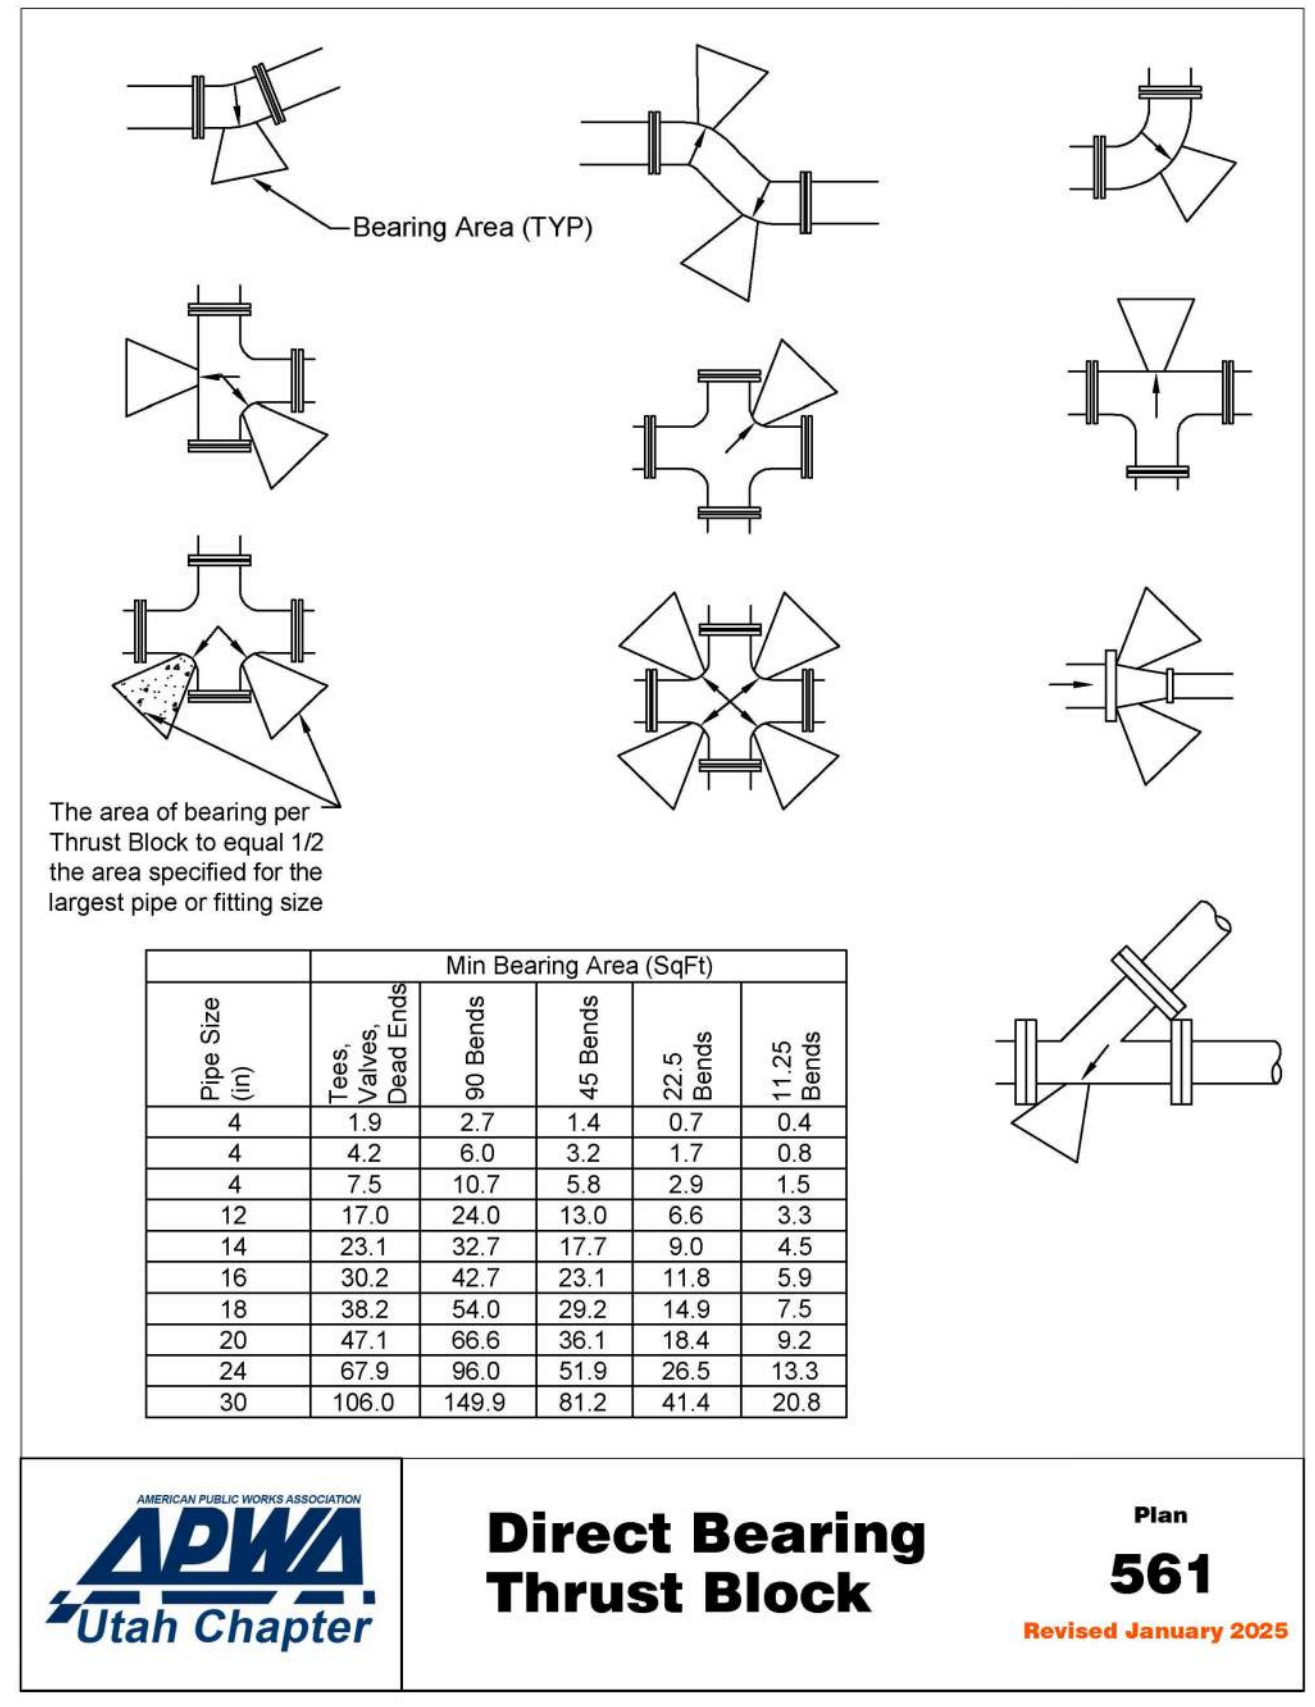 Bearing Area (TYP)
The area of bearing per
Thrust Block to equal 1/2
the area specified for the
largest pipe or fitting size
Min Bearing Area (SqFt)
Pipe Size
(in)
Tees,
Valves,
Dead Ends
90 Bends
45 Bends
22.5
Bends
11.25
Bends
4 1.9 2.7 1.4 0.7 0.4
4 4.2 6.0 3.2 1.7 0.8
4 7.5 10.7 5.8 2.9 1.5
12 17.0 24.0 13.0 6.6 3.3
14 23.1 32.7 17.7 9.0 4.5
16 30.2 42.7 23.1 11.8 5.9
18 38.2 54.0 29.2 14.9 7.5
20 47.1 66.6 36.1 18.4 9.2
24 67.9 96.0 51.9 26.5 13.3
30 106.0 149.9 81.2 41.4 20.8
AMERICAN PUBLIC WORKS ASSOCIATION
APWA
Utah Chapter
Direct Bearing
Thrust Block
Plan
561
Revised January 2025